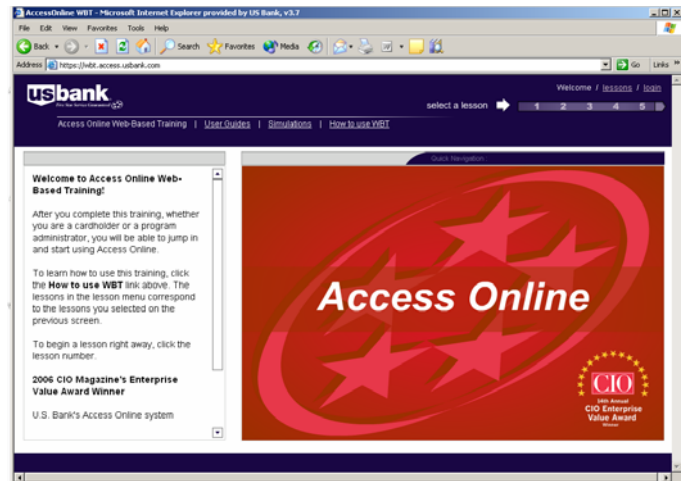 AccessOnline WBT - Microsoft Internet Explorer provided by US Bank, v3.7
File Edit View Favorites Tools Help
Back Search Favorites Media
Address https://wbt.access.usbank.com Go Links »
usbank
Welcome / lessons / login
select a lesson 1 2 3 4 5
Access Online Web-Based Training | User Guides | Simulations | How to use WBT
Quick Navigation
Welcome to Access Online Web-
Based Training!
After you complete this training, whether
you are a cardholder or a program
administrator, you will be able to jump in
and start using Access Online.
To learn how to use this training, click
the How to use WBT link above. The
lessons in the lesson menu correspond
to the lessons you selected on the
previous screen.
To begin a lesson right away, click the
lesson number.
2006 CIO Magazine's Enterprise
Value Award Winner
U.S. Bank's Access Online system
Access Online
CIO
14th Annual
CIO Enterprise
Value Award
Winner